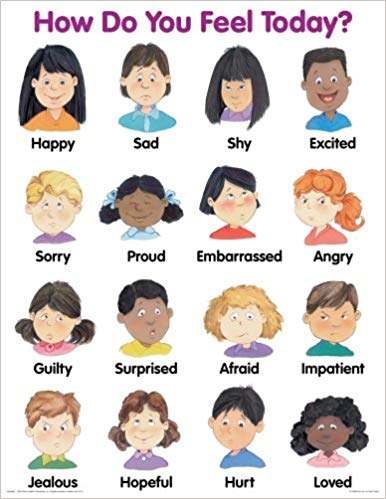 How Do You Feel Today?
Happy Sad Shy Excited
Sorry Proud Embarrassed Angry
Guilty Surprised Afraid Impatient
Jealous Hopeful Hurt Loved